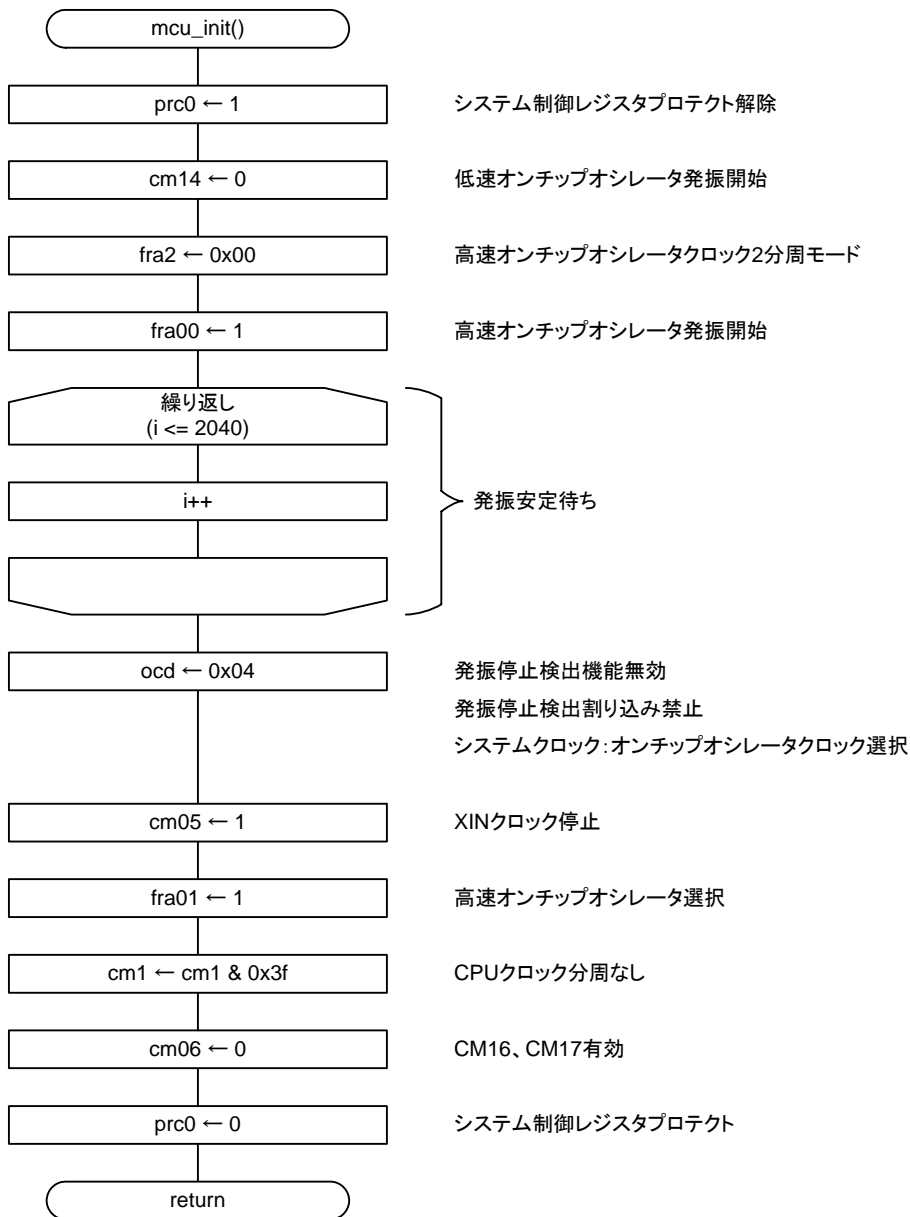 mcu_init()
prc0 ← 1
システム制御レジスタプロテクト解除
cm14 ← 0
低速オンチップオシレータ発振開始
fra2 ← 0x00
高速オンチップオシレータクロック2分周モード
fra00 ← 1
高速オンチップオシレータ発振開始
繰り返し
(i <= 2040)
i++
発振安定待ち
ocd ← 0x04
発振停止検出機能無効
発振停止検出割り込み禁止
システムクロック:オンチップオシレータクロック選択
cm05 ← 1
XINクロック停止
fra01 ← 1
高速オンチップオシレータ選択
cm1 ← cm1 & 0x3f
CPUクロック分周なし
cm06 ← 0
CM16、CM17有効
prc0 ← 0
システム制御レジスタプロテクト
return